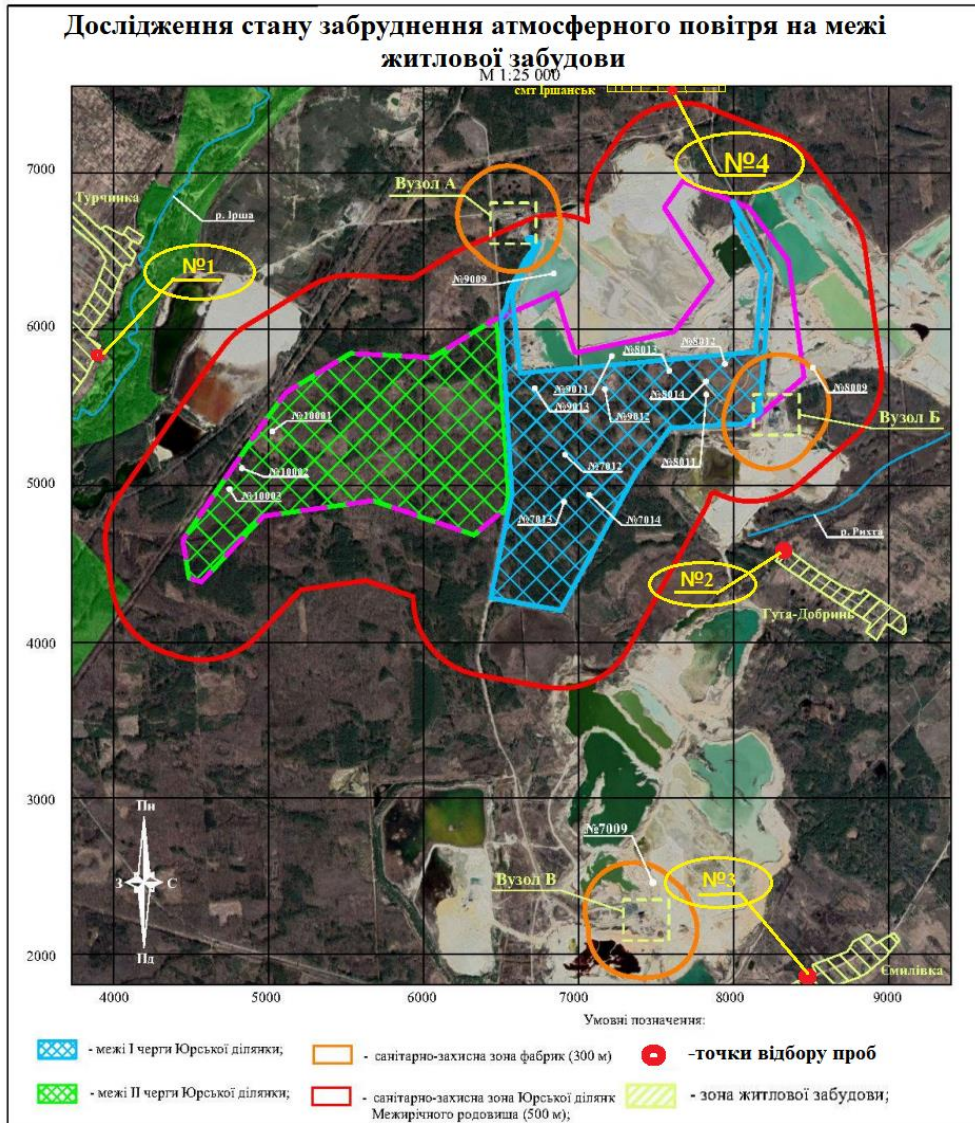 Дослідження стану забруднення атмосферного повітря на межі
житлової забудови
М 1:25 000
смт Іршанськ
7000
Турчинка
р. Ірша
Вузол А
№4
№1
№9009
6000
№8013
№8012
№9011
№9013
№9012
№8014
№8009
Вузол Б
№10001
№10002
№7012
№8011
5000
№10003
№7013
№7014
р. Рихта
№2
Гута-Добринь
4000
3000
Пн
З
С
Пд
№7009
№3
Вузол В
2000
Ємилівка
4000 5000 6000 7000 8000 9000
Умовні позначення:
- межі І черги Юрської ділянки;
- санітарно-захисна зона фабрик (300 м)
-точки відбору проб
- межі ІІ черги Юрської ділянки;
- санітарно-захисна зона Юрської ділянк
Межирічного родовища (500 м);
- зона житлової забудови;